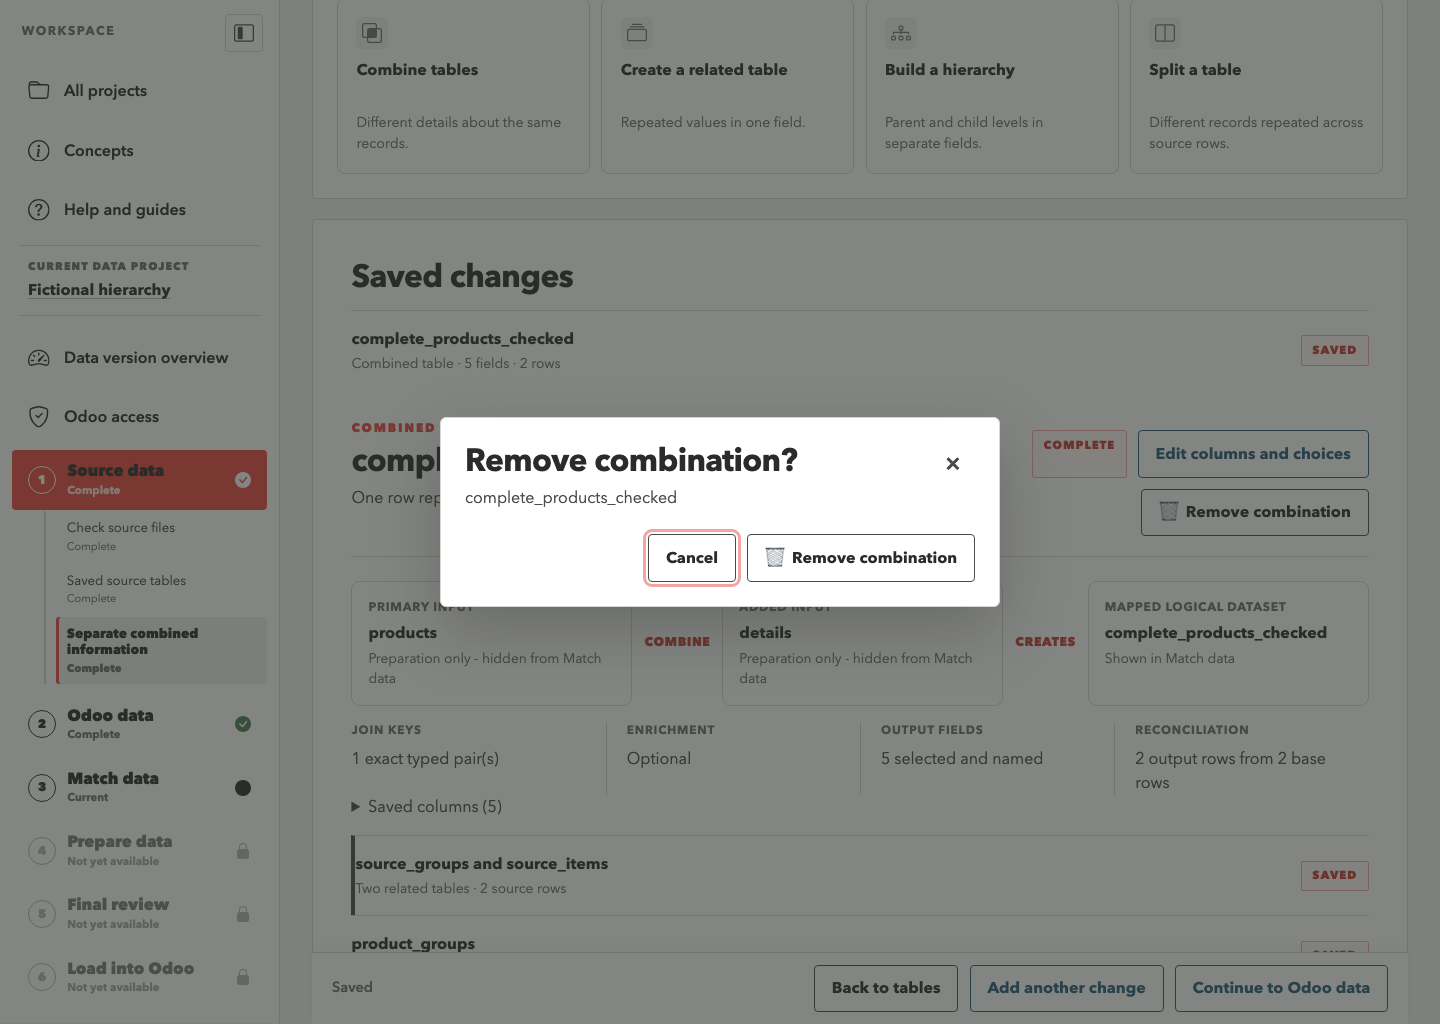 WORKSPACE
All projects
Concepts
Help and guides
CURRENT DATA PROJECT
Fictional hierarchy
Data version overview
Odoo access
1
Source data
Complete
Check source files
Complete
Saved source tables
Complete
Separate combined
information
Complete
2
Odoo data
Complete
3
Match data
Current
4
Prepare data
Not yet available
5
Final review
Not yet available
6
Load into Odoo
Not yet available
Combine tables
Different details about the same
records.
Create a related table
Repeated values in one field.
Build a hierarchy
Parent and child levels in
separate fields.
Split a table
Different records repeated across
source rows.
Saved changes
complete_products_checked
Combined table · 5 fields · 2 rows
SAVED
COMBINED
compl
One row rep
COMPLETE
Edit columns and choices
Remove combination
Remove combination?
complete_products_checked
Cancel
Remove combination
PRIMARY INPUT
products
Preparation only - hidden from Match
data
COMBINE
ADDED INPUT
details
Preparation only - hidden from Match
data
CREATES
MAPPED LOGICAL DATASET
complete_products_checked
Shown in Match data
JOIN KEYS
1 exact typed pair(s)
ENRICHMENT
Optional
OUTPUT FIELDS
5 selected and named
RECONCILIATION
2 output rows from 2 base
rows
Saved columns (5)
source_groups and source_items
Two related tables · 2 source rows
SAVED
product_groups
SAVED
Saved
Back to tables
Add another change
Continue to Odoo data